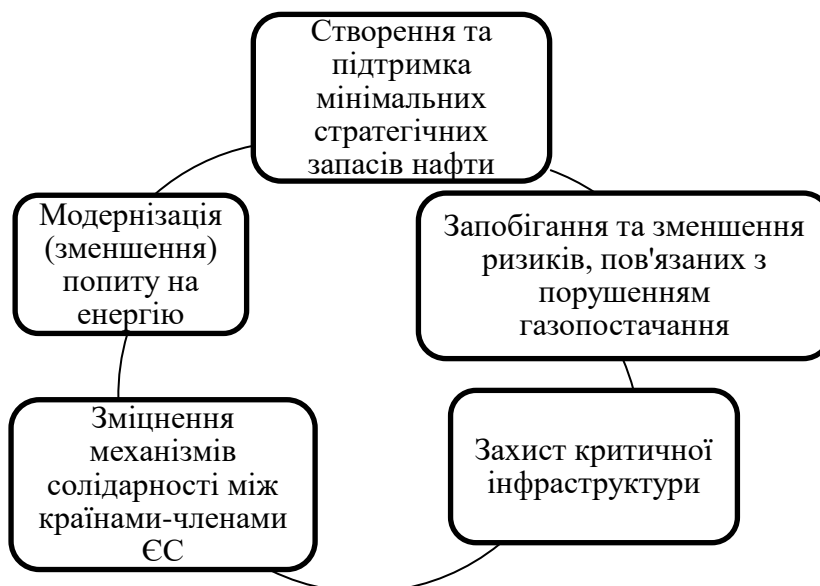 Створення та
підтримка
мінімальних
стратегічних
запасів нафти
Запобігання та зменшення
ризиків, пов'язаних з
порушенням
газопостачання
Захист критичної
інфраструктури
Зміцнення
механізмів
солідарності між
країнами-членами
ЄС
Модернізація
(зменшення)
попиту на
енергію